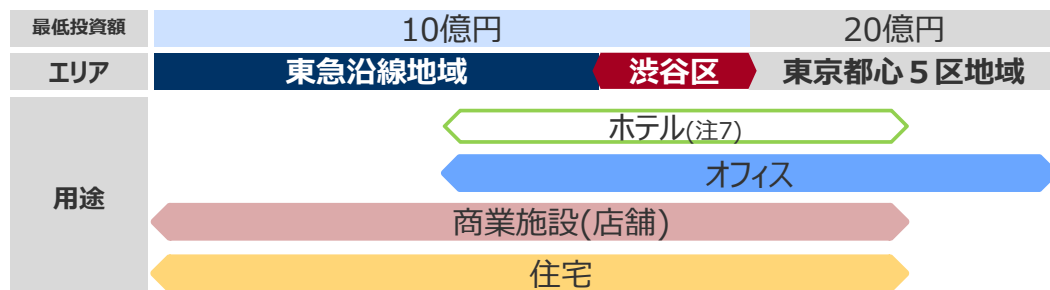 最低投資額 10億円 20億円
エリア 東急沿線地域 渋谷区 東京都心５区地域
用途
ホテル(注7)
オフィス
商業施設(店舗)
住宅